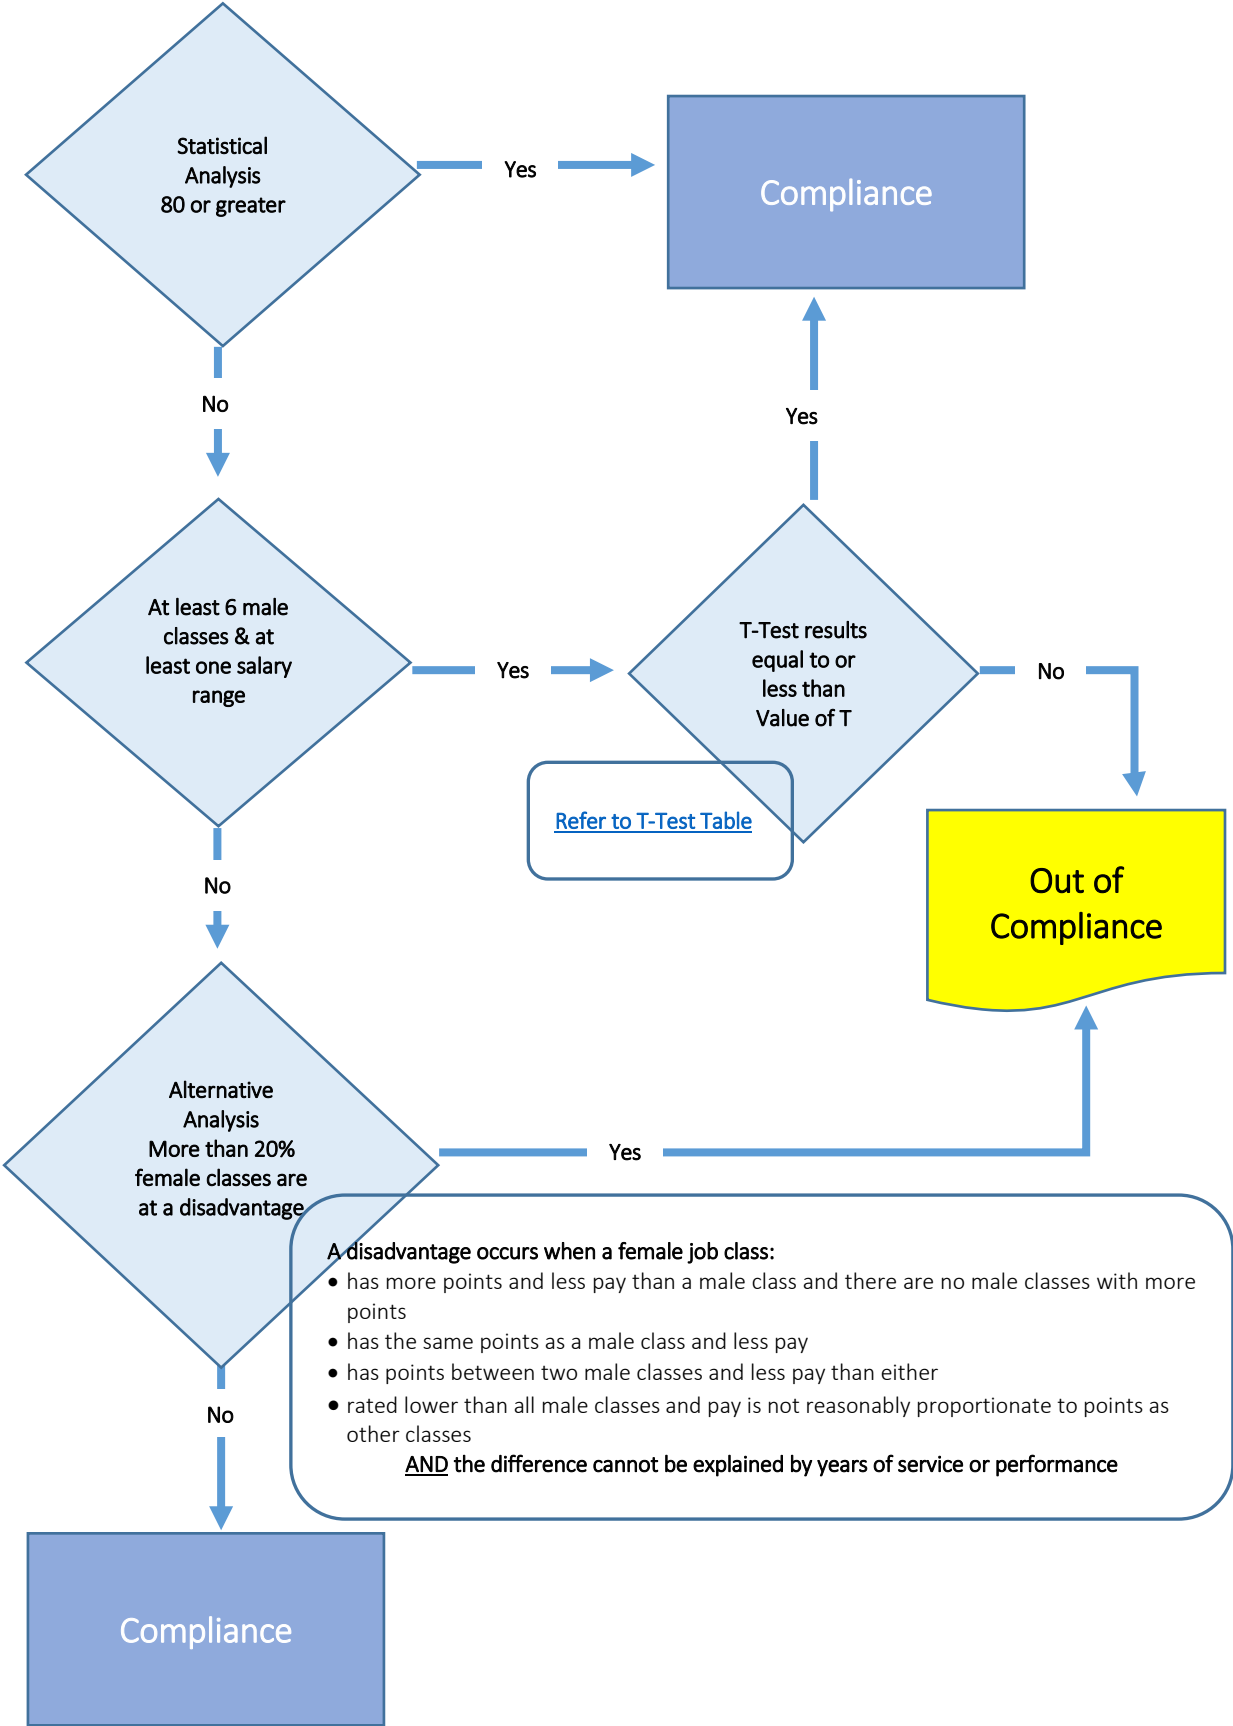 Statistical
Analysis
80 or greater
Yes
Compliance
No
Yes
At least 6 male
classes & at
least one salary
range
Yes
T-Test results
equal to or
less than
Value of T
No
Refer to T-Test Table
Out of
Compliance
No
Alternative
Analysis
More than 20%
female classes are
at a disadvantage
Yes
A disadvantage occurs when a female job class:
• has more points and less pay than a male class and there are no male classes with more
points
• has the same points as a male class and less pay
• has points between two male classes and less pay than either
• rated lower than all male classes and pay is not reasonably proportionate to points as
other classes
AND the difference cannot be explained by years of service or performance
No
Compliance